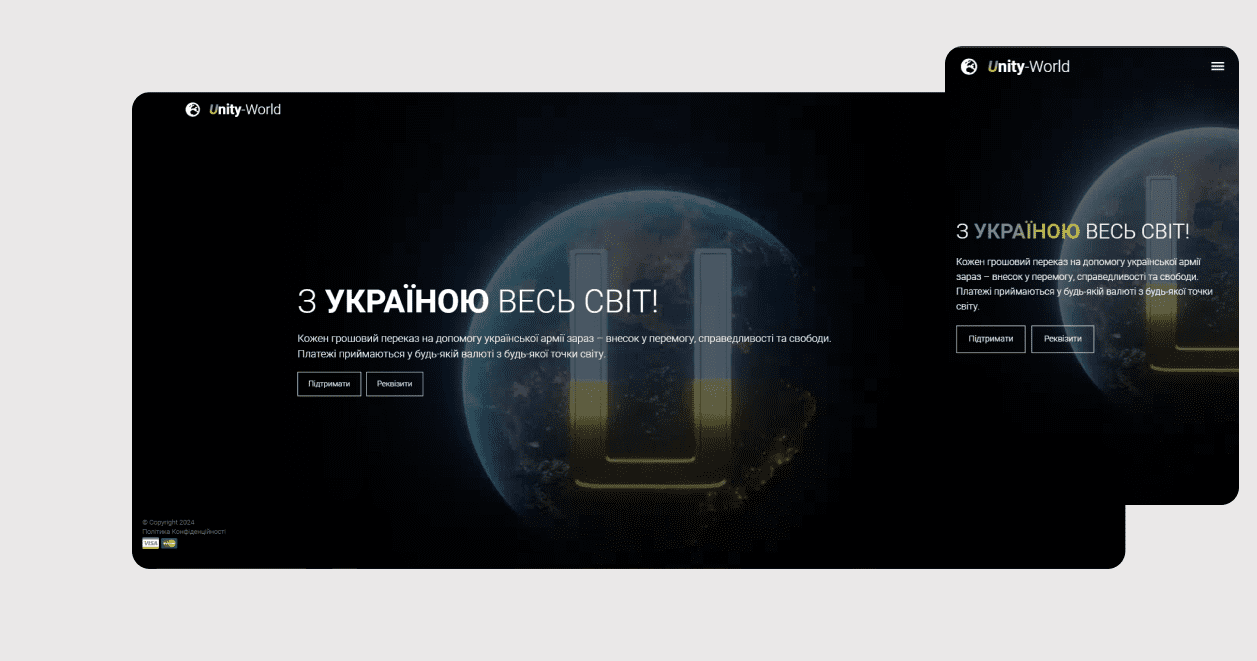 Unity-World
З УКРАЇНОЮ ВЕСЬ СВІТ!
Кожен грошовий переказ на допомогу української армії зараз – внесок у перемогу, справедливості та свободи.
Платежі приймаються у будь-якій валюті з будь-якої точки світу.
Підтримати
Реквізити
© Copyright 2024
Політика Конфіденційності
VISA
Unity-World
З УКРАЇНОЮ ВЕСЬ СВІТ!
Кожен грошовий переказ на допомогу української армії
зараз – внесок у перемогу, справедливості та свободи.
Платежі приймаються у будь-якій валюті з будь-якої точки
світу.
Підтримати
Реквізити